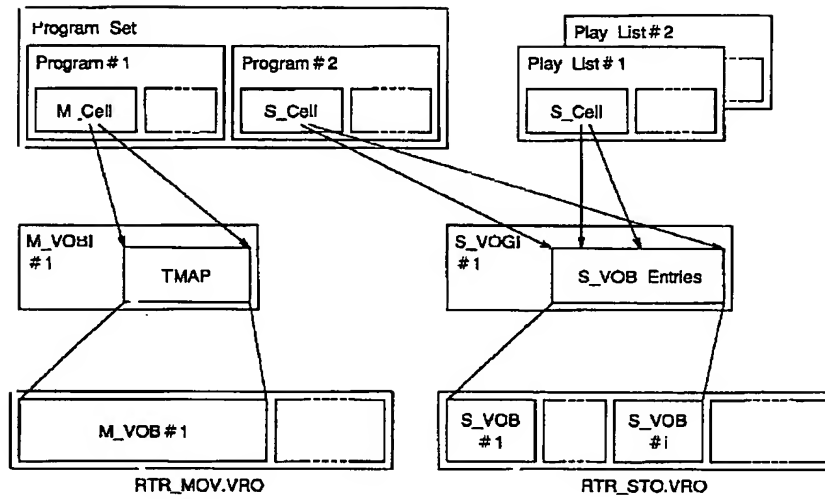 Program Set
Program #1
Program #2
M_Cell
S_Cell
Play List #2
Play List #1
S_Cell
M_VOBI
#1
TMAP
S_VOGI
#1
S_VOB Entries
M_VOB #1
S_VOB
#1
S_VOB
#i
RTR_MOV.VRO
RTR_STO.VRO